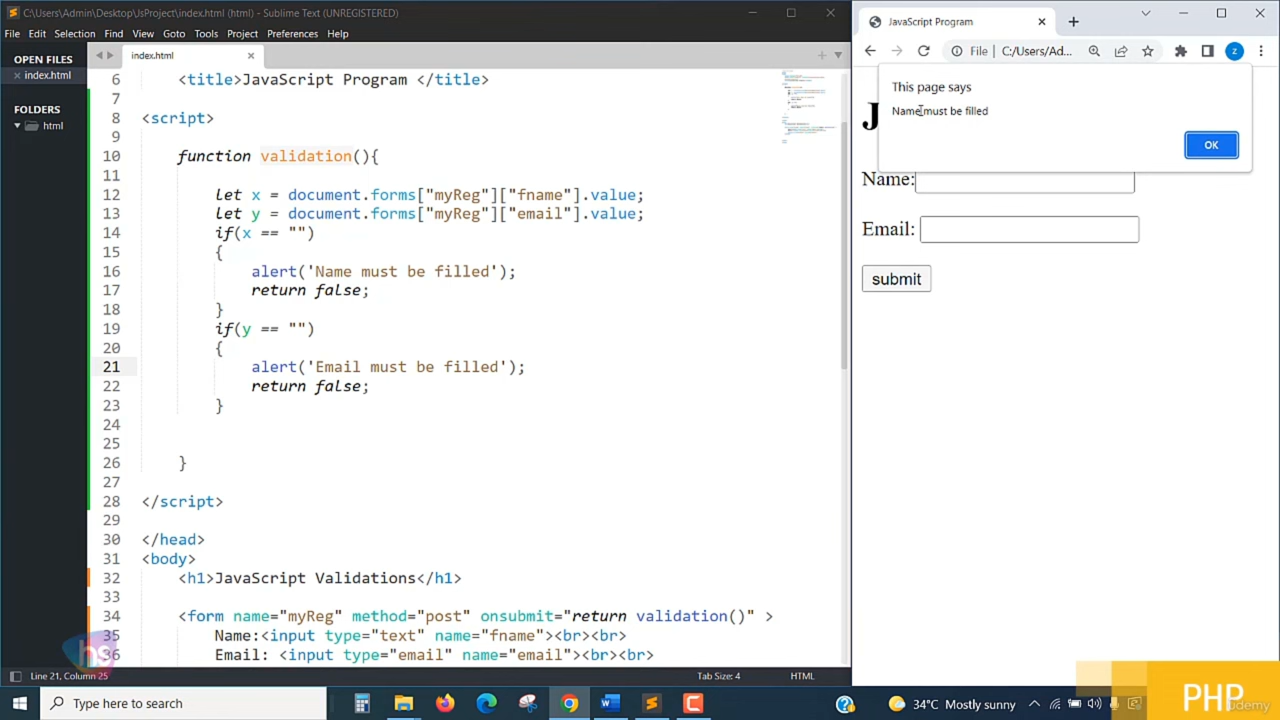 C:\Users\Admin\Desktop\JsProject\index.html (html) - Sublime Text (UNREGISTERED)
File Edit Selection Find View Goto Tools Project Preferences Help
OPEN FILES
index.html
FOLDERS
html
index.html
6 <title>JavaScript Program </title>
7
8 <script>
9
10 function validation(){
11
12 let x = document.forms["myReg"]["fname"].value;
13 let y = document.forms["myReg"]["email"].value;
14 if(x == "")
15 {
16 alert('Name must be filled');
17 return false;
18 }
19 if(y == "")
20 {
21 alert('Email must be filled');
22 return false;
23 }
24
25
26 }
27
28 </script>
29
30 </head>
31 <body>
32 <h1>JavaScript Validations</h1>
33
34 <form name="myReg" method="post" onsubmit="return validation()" >
35 Name:<input type="text" name="fname"><br><br>
36 Email: <input type="email" name="email"><br><br>
Line 21, Column 25
Tab Size: 4
HTML
JavaScript Program
File C:/Users/Ad...
z
This page says
Name must be filled
OK
J
Name:
Email:
submit
Type here to search
34°C Mostly sunny
PHP